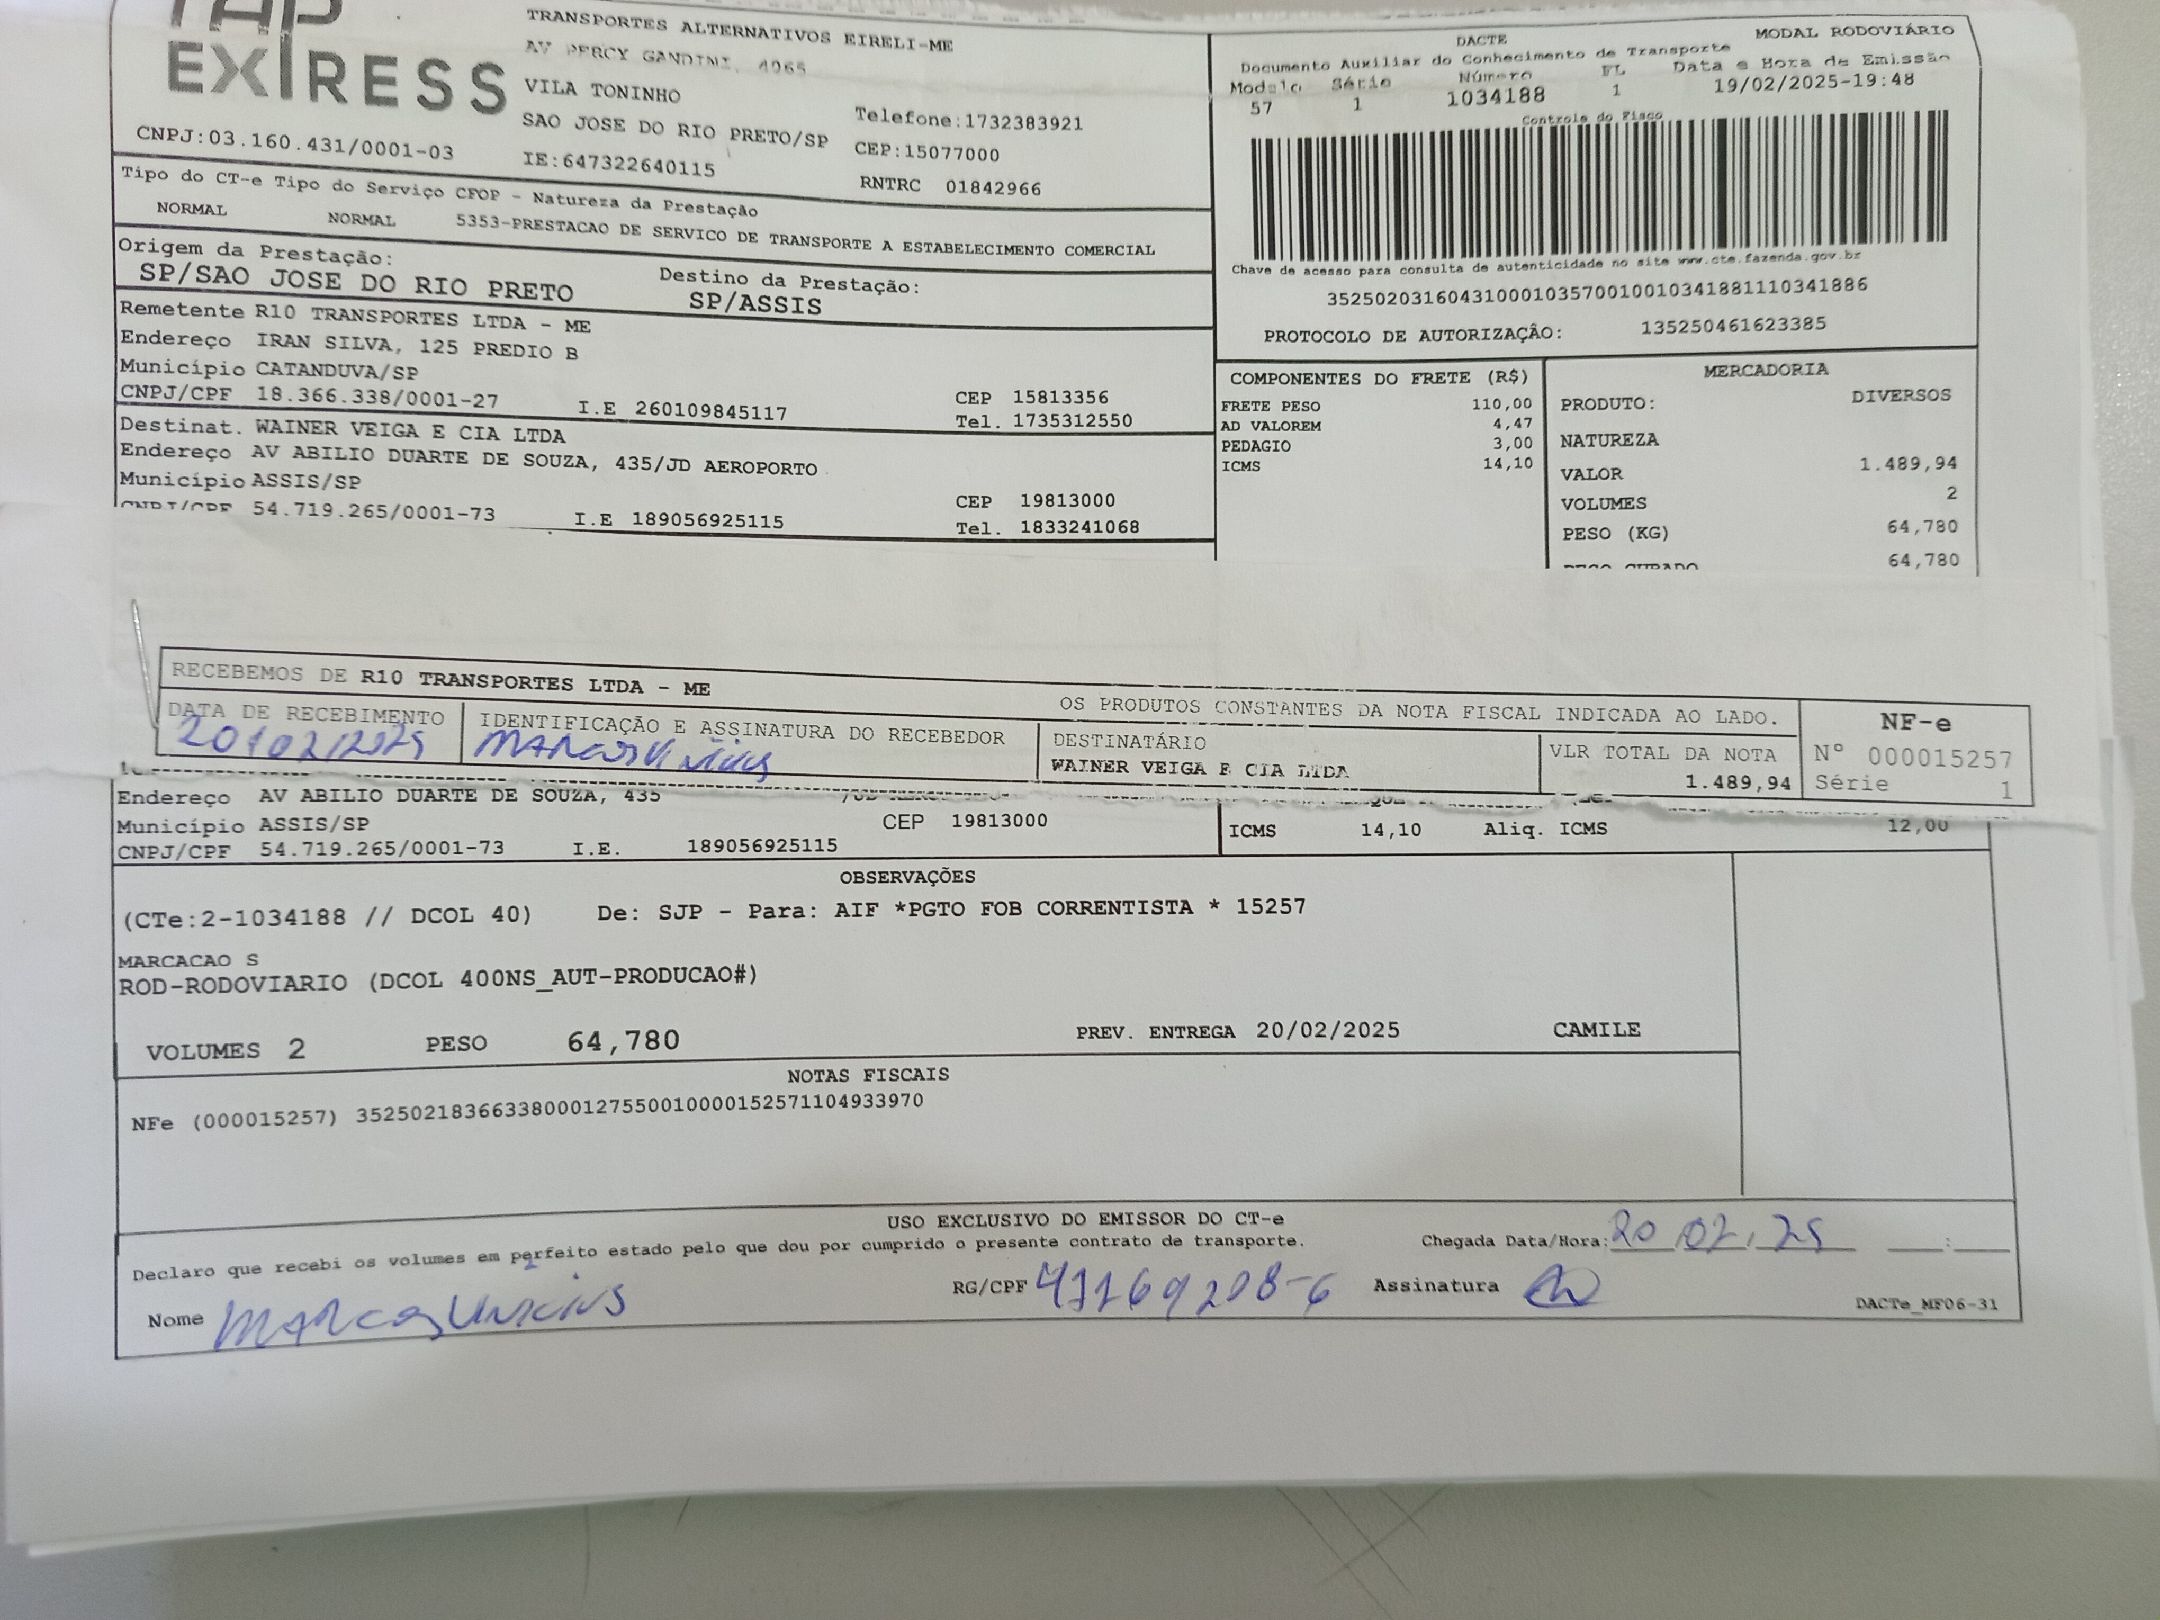 TAP
EXPRESS
TRANSPORTES ALTERNATIVOS EIRELI-ME
AV PERCY GANDINI, 4065
VILA TONINHO
SAO JOSE DO RIO PRETO/SP
Telefone:1732383921
CEP:15077000
CNPJ:03.160.431/0001-03
IE:647322640115
RNTRC 01842966
DACTE
MODAL RODOVIÁRIO
Documento Auxiliar do Conhecimento de Transporte
Modelo Série Número FL Data e Hora de Emissão
57 1 1034188 1 19/02/2025-19:48
Controle do Fisco
Chave de acesso para consulta de autenticidade no site www.cte.fazenda.gov.br
35250203160431000103570010010341881110341886
PROTOCOLO DE AUTORIZAÇÃO: 135250461623385
Tipo do CT-e Tipo do Serviço CFOP - Natureza da Prestação
NORMAL NORMAL 5353-PRESTACAO DE SERVICO DE TRANSPORTE A ESTABELECIMENTO COMERCIAL
Origem da Prestação: Destino da Prestação:
SP/SAO JOSE DO RIO PRETO SP/ASSIS
Remetente R10 TRANSPORTES LTDA - ME
Endereço IRAN SILVA, 125 PREDIO B
Município CATANDUVA/SP CEP 15813356
CNPJ/CPF 18.366.338/0001-27 I.E 260109845117 Tel. 1735312550
Destinat. WAINER VEIGA E CIA LTDA
Endereço AV ABILIO DUARTE DE SOUZA, 435/JD AEROPORTO
Município ASSIS/SP CEP 19813000
CNPJ/CPF 54.719.265/0001-73 I.E 189056925115 Tel. 1833241068
COMPONENTES DO FRETE (R$)
FRETE PESO 110,00
AD VALOREM 4,47
PEDAGIO 3,00
ICMS 14,10
MERCADORIA
PRODUTO: DIVERSOS
NATUREZA
VALOR 1.489,94
VOLUMES 2
PESO (KG) 64,780
PESO CUBADO 64,780
RECEBEMOS DE R10 TRANSPORTES LTDA - ME OS PRODUTOS CONSTANTES DA NOTA FISCAL INDICADA AO LADO.
DATA DE RECEBIMENTO
20/02/2025
IDENTIFICAÇÃO E ASSINATURA DO RECEBEDOR
MARCOS Vinicius
DESTINATÁRIO
WAINER VEIGA E CIA LTDA
VLR TOTAL DA NOTA
1.489,94
NF-e
Nº 000015257
Série 1
Endereço AV ABILIO DUARTE DE SOUZA, 435
Município ASSIS/SP CEP 19813000
CNPJ/CPF 54.719.265/0001-73 I.E. 189056925115
ICMS 14,10 Aliq. ICMS 12,00
OBSERVAÇÕES
(CTe:2-1034188 // DCOL 40) De: SJP - Para: AIF *PGTO FOB CORRENTISTA * 15257
MARCACAO S
ROD-RODOVIARIO (DCOL 400NS_AUT-PRODUCAO#)
VOLUMES 2 PESO 64,780 PREV. ENTREGA 20/02/2025 CAMILE
NOTAS FISCAIS
NFe (000015257) 35250218366338000127550010000152571104933970
USO EXCLUSIVO DO EMISSOR DO CT-e
Declaro que recebi os volumes em perfeito estado pelo que dou por cumprido o presente contrato de transporte. Chegada Data/Hora: 20 02 25 :
Nome MARCOS Vinicius RG/CPF 41169208-6 Assinatura
DACTe_MF06-31